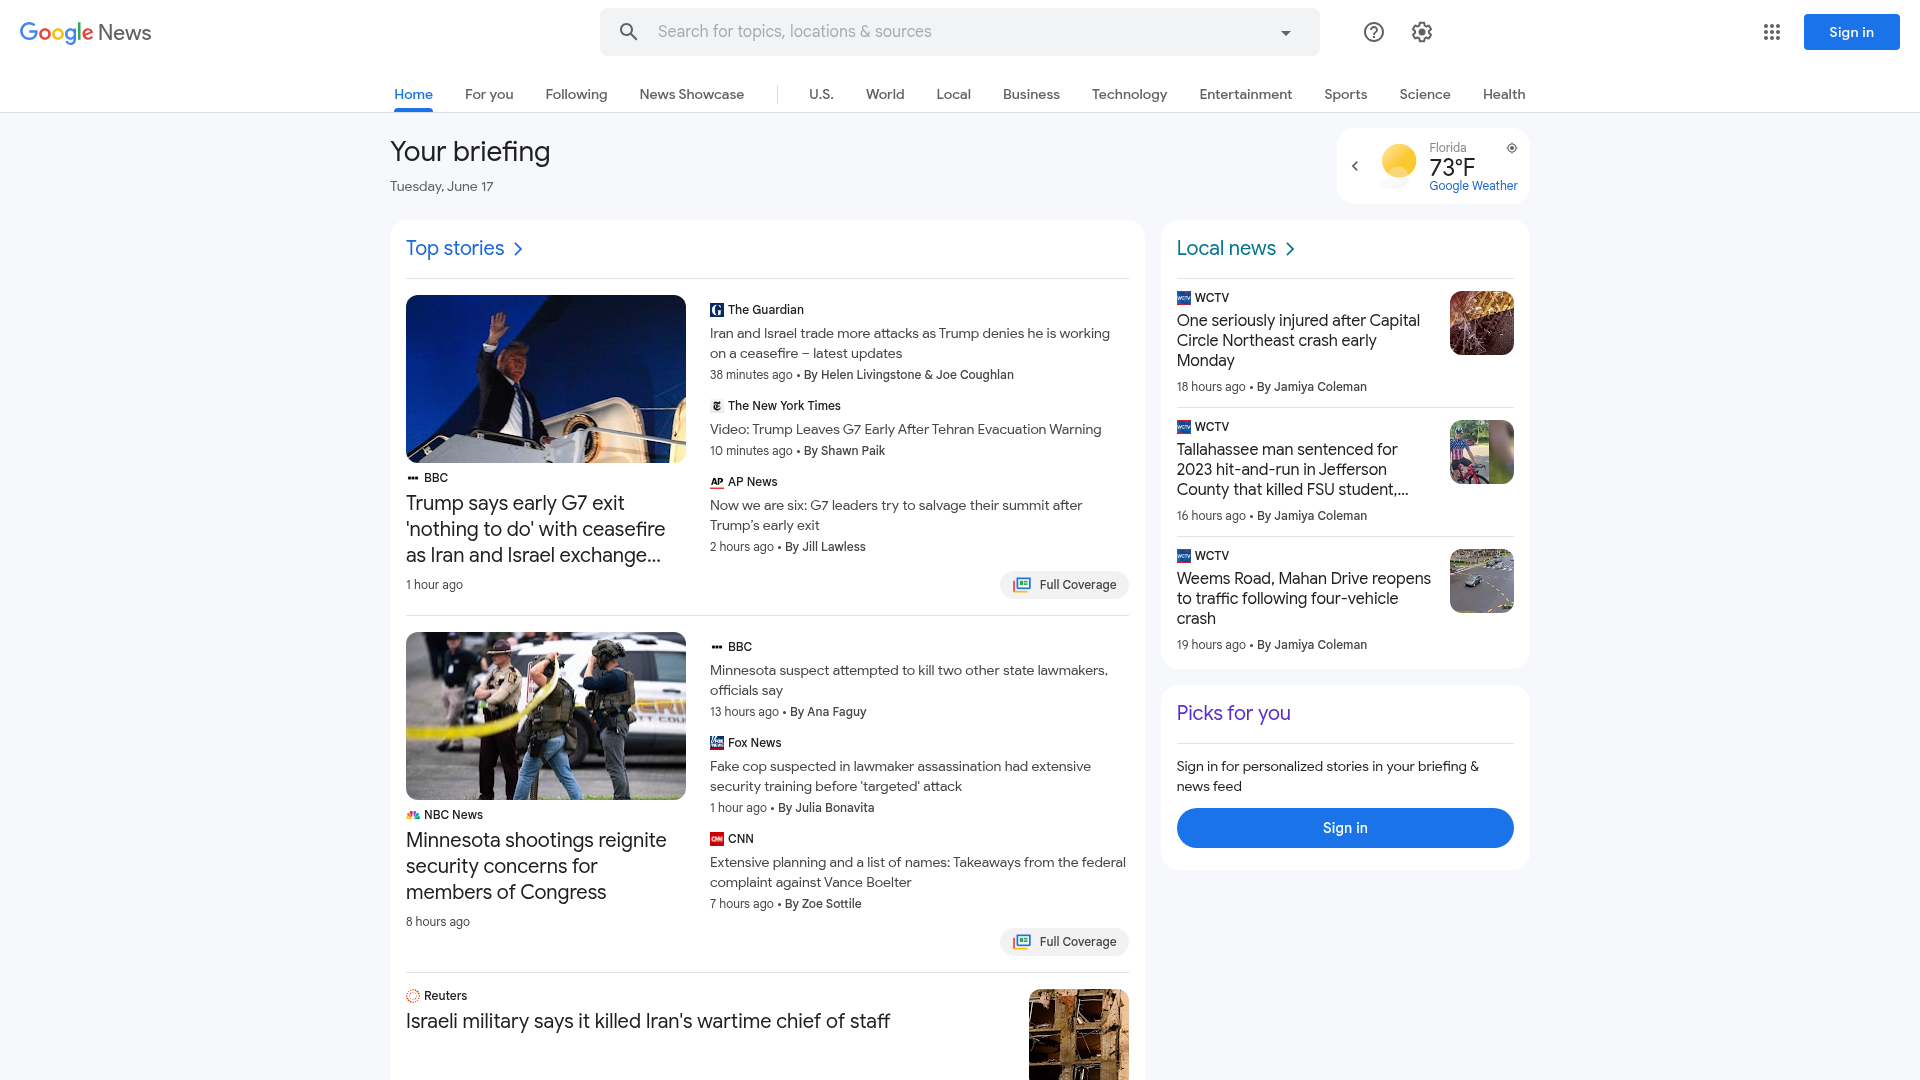 Google News
Search for topics, locations & sources
Sign in
Home For you Following News Showcase U.S. World Local Business Technology Entertainment Sports Science Health
Your briefing
Tuesday, June 17
Florida
73°F
Google Weather
Top stories
BBC
Trump says early G7 exit
'nothing to do' with ceasefire
as Iran and Israel exchange...
1 hour ago
The Guardian
Iran and Israel trade more attacks as Trump denies he is working
on a ceasefire – latest updates
38 minutes ago • By Helen Livingstone & Joe Coughlan
The New York Times
Video: Trump Leaves G7 Early After Tehran Evacuation Warning
10 minutes ago • By Shawn Paik
AP AP News
Now we are six: G7 leaders try to salvage their summit after
Trump's early exit
2 hours ago • By Jill Lawless
Full Coverage
NBC News
Minnesota shootings reignite
security concerns for
members of Congress
8 hours ago
BBC
Minnesota suspect attempted to kill two other state lawmakers,
officials say
13 hours ago • By Ana Faguy
Fox News
Fake cop suspected in lawmaker assassination had extensive
security training before 'targeted' attack
1 hour ago • By Julia Bonavita
CNN CNN
Extensive planning and a list of names: Takeaways from the federal
complaint against Vance Boelter
7 hours ago • By Zoe Sottile
Full Coverage
Reuters
Israeli military says it killed Iran's wartime chief of staff
Local news
WCTV WCTV
One seriously injured after Capital
Circle Northeast crash early
Monday
18 hours ago • By Jamiya Coleman
WCTV WCTV
Tallahassee man sentenced for
2023 hit-and-run in Jefferson
County that killed FSU student,...
16 hours ago • By Jamiya Coleman
WCTV WCTV
Weems Road, Mahan Drive reopens
to traffic following four-vehicle
crash
19 hours ago • By Jamiya Coleman
Picks for you
Sign in for personalized stories in your briefing &
news feed
Sign in